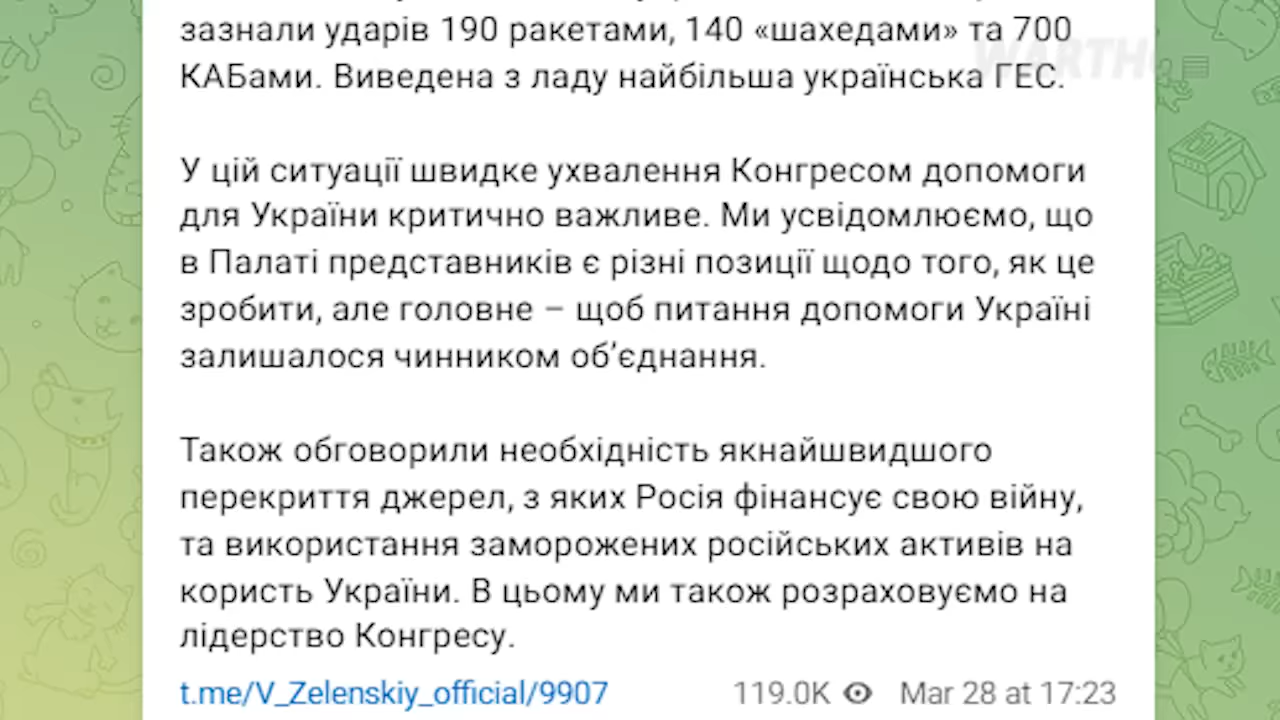 зазнали ударів 190 ракетами, 140 «шахедами» та 700
КАБами. Виведена з ладу найбільша українська ГЕС.
У цій ситуації швидке ухвалення Конгресом допомоги
для України критично важливе. Ми усвідомлюємо, що
в Палаті представників є різні позиції щодо того, як це
зробити, але головне – щоб питання допомоги Україні
залишалося чинником об’єднання.
Також обговорили необхідність якнайшвидшого
перекриття джерел, з яких Росія фінансує свою війну,
та використання заморожених російських активів на
користь України. В цьому ми також розраховуємо на
лідерство Конгресу.
t.me/V_Zelenskiy_official/9907 119.0K Mar 28 at 17:23